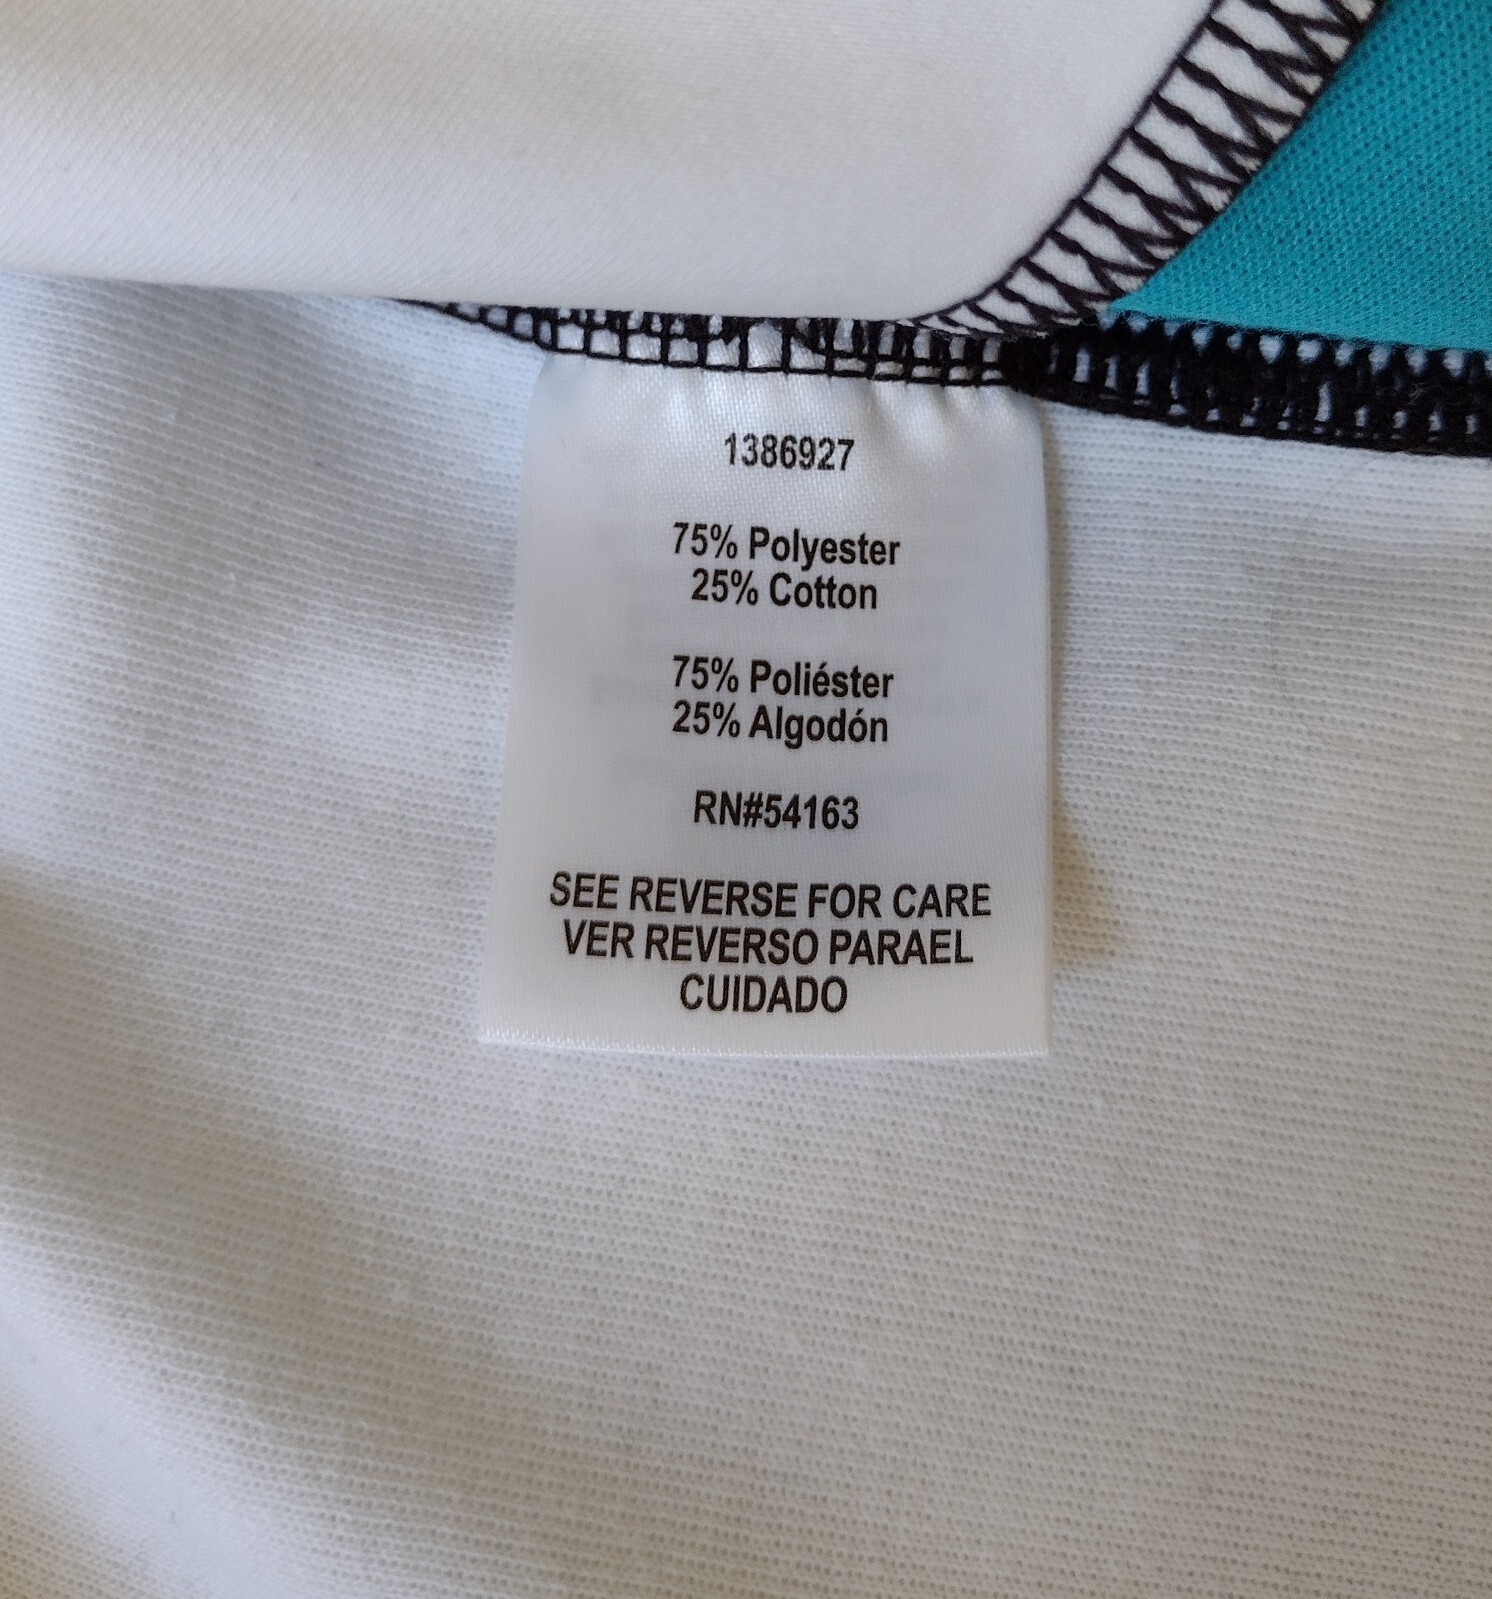 1386927
75% Polyester
25% Cotton
75% Poliéster
25% Algodón
RN#54163
SEE REVERSE FOR CARE
VER REVERSO PARAEL
CUIDADO